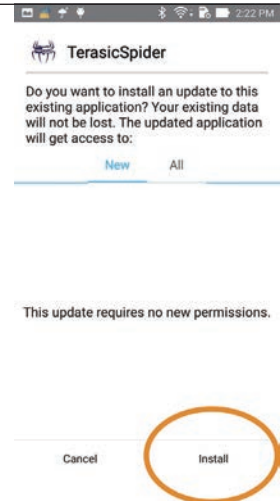 2:22 PM
TerasicSpider
Do you want to install an update to this
existing application? Your existing data
will not be lost. The updated application
will get access to:
New All
This update requires no new permissions.
Cancel Install